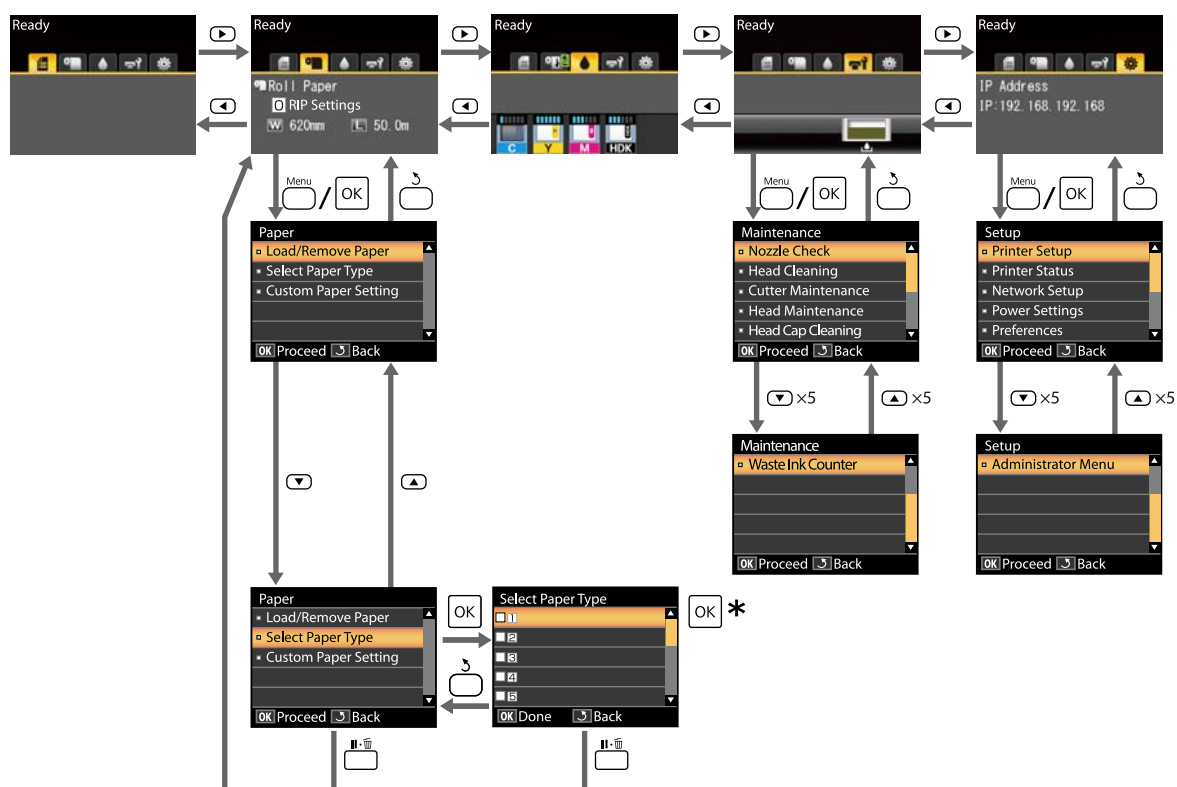 Ready
Ready
Ready
Ready
Ready
Roll Paper
0 RIP Settings
W 620mm L 50.0m
C Y M HDK
IP Address
IP:192.168.192.168
Menu / OK
Menu / OK
Menu / OK
Paper
Load/Remove Paper
Select Paper Type
Custom Paper Setting
OK Proceed Back
Maintenance
Nozzle Check
Head Cleaning
Cutter Maintenance
Head Maintenance
Head Cap Cleaning
OK Proceed Back
Setup
Printer Setup
Printer Status
Network Setup
Power Settings
Preferences
OK Proceed Back
×5
×5
×5
×5
Maintenance
Waste Ink Counter
OK Proceed Back
Setup
Administrator Menu
OK Proceed Back
Paper
Load/Remove Paper
Select Paper Type
Custom Paper Setting
OK Proceed Back
OK
Select Paper Type
1
2
3
4
5
OK Done Back
OK *